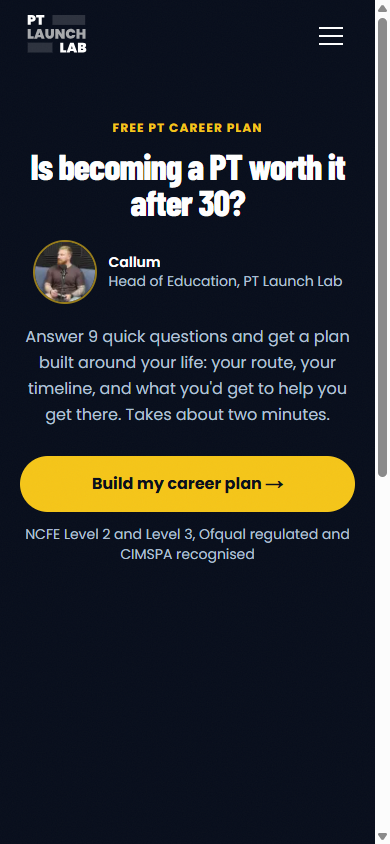 PT
LAUNCH
LAB
FREE PT CAREER PLAN
Is becoming a PT worth it
after 30?
Callum
Head of Education, PT Launch Lab
Answer 9 quick questions and get a plan
built around your life: your route, your
timeline, and what you'd get to help you
get there. Takes about two minutes.
Build my career plan →
NCFE Level 2 and Level 3, Ofqual regulated and
CIMSPA recognised